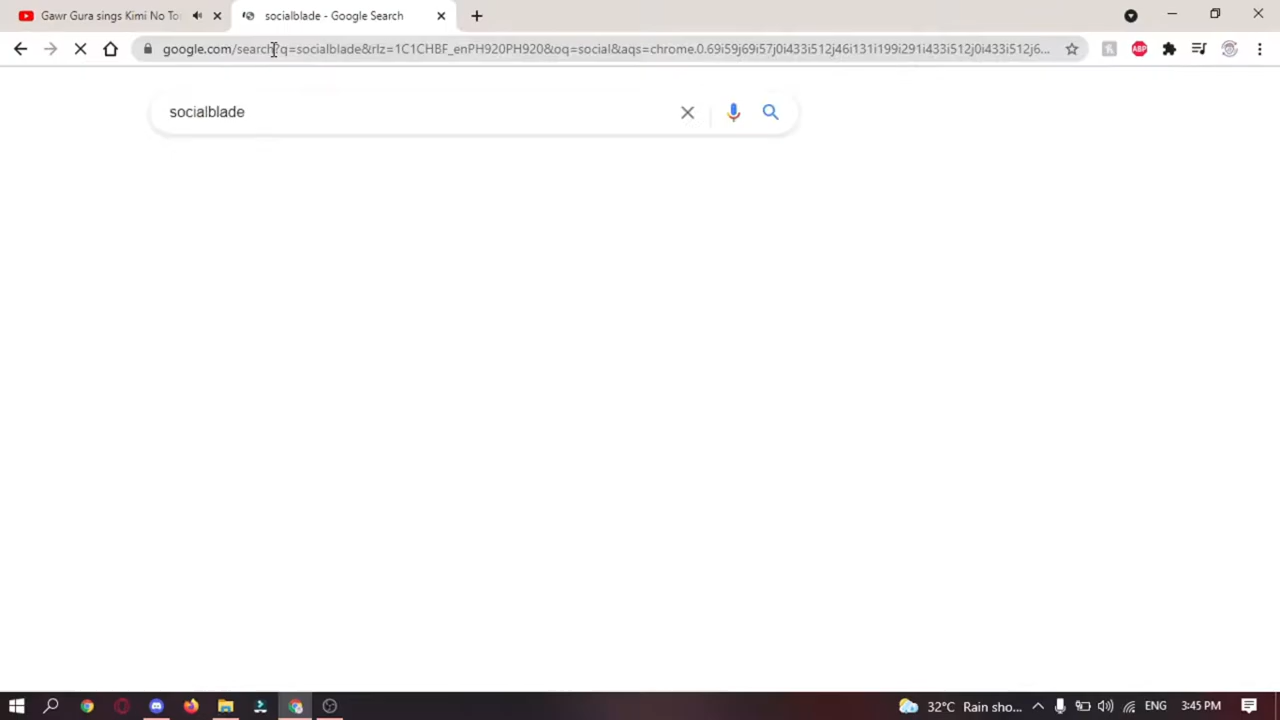 Gawr Gura sings Kimi No To
socialblade - Google Search
google.com/search?q=socialblade&rlz=1C1CHBF_enPH920PH920&oq=social&aqs=chrome.0.69i59j69i57j0i433i512j46i131i199i291i433i512j0i433i512j6...
ABP
socialblade
32°C Rain sho...
ENG
3:45 PM